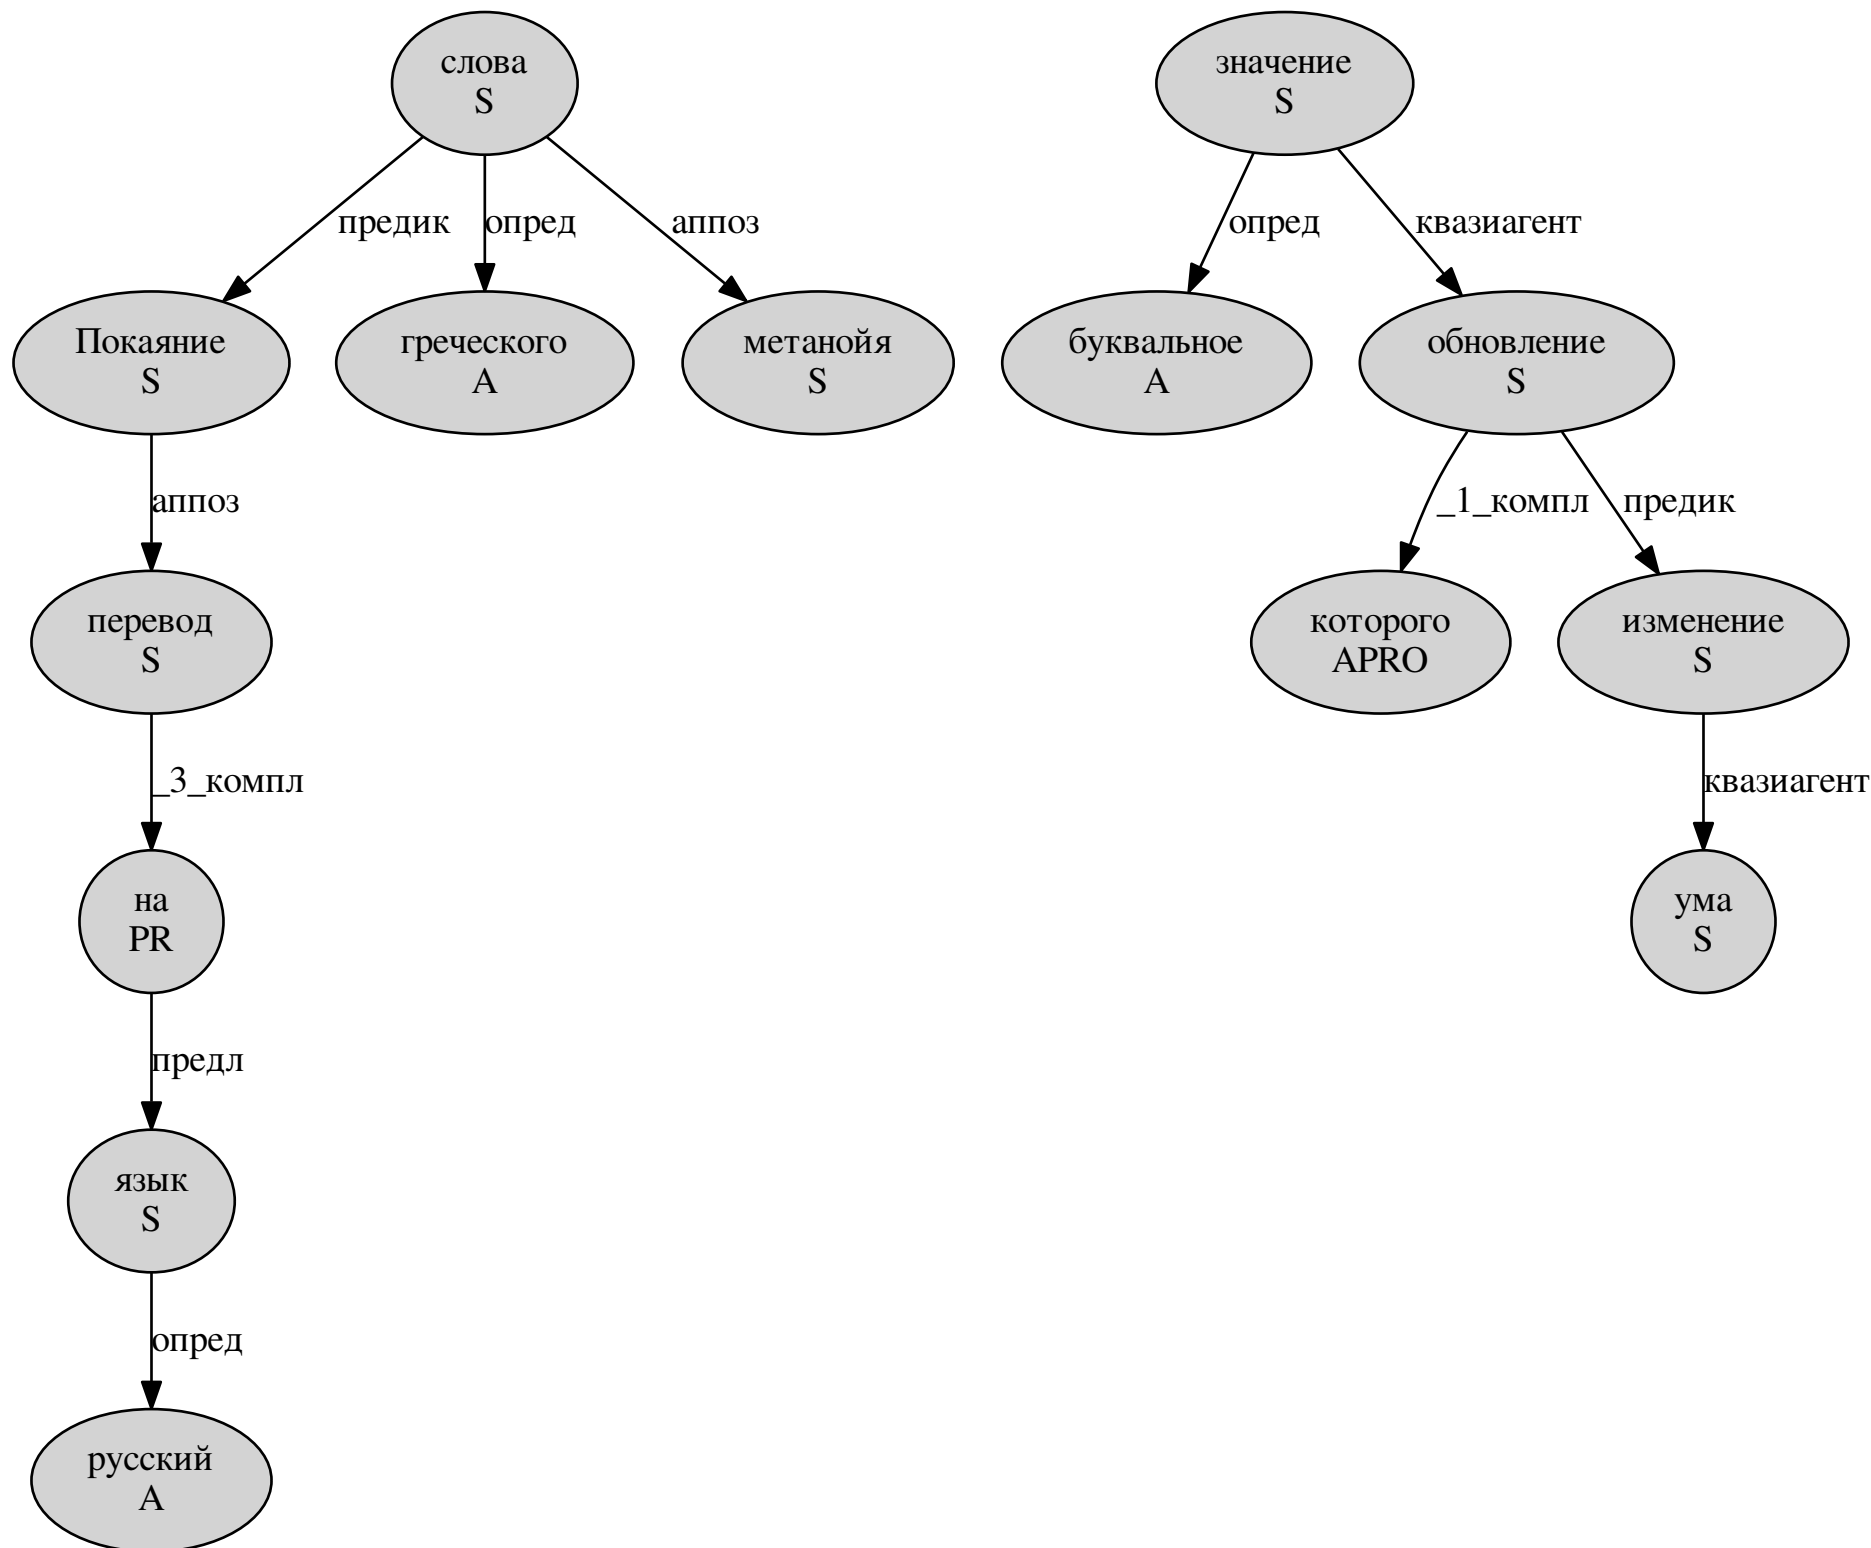 слова
S
значение
S
предик
опред
аппоз
опред
квазиагент
Покаяние
S
греческого
A
метанойя
S
буквальное
A
обновление
S
аппоз
_1_компл
предик
перевод
S
которого
APRO
изменение
S
_3_компл
квазиагент
на
PR
ума
S
предл
язык
S
опред
русский
A